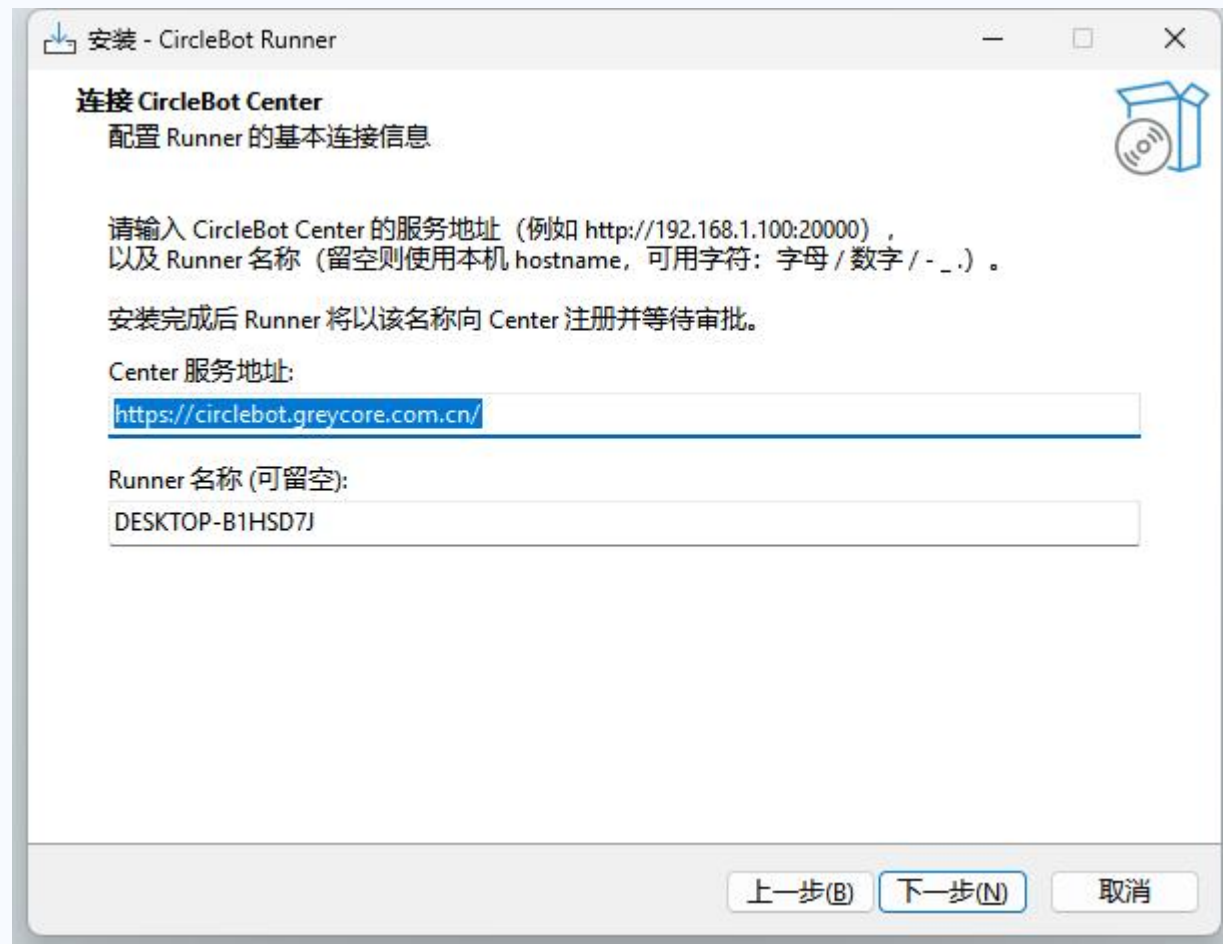 安装 - CircleBot Runner
连接 CircleBot Center
配置 Runner 的基本连接信息
请输入 CircleBot Center 的服务地址（例如 http://192.168.1.100:20000），
以及 Runner 名称（留空则使用本机 hostname，可用字符：字母 / 数字 / - _ .）。
安装完成后 Runner 将以该名称向 Center 注册并等待审批。
Center 服务地址:
https://circlebot.greycore.com.cn/
Runner 名称 (可留空):
DESKTOP-B1HSD7J
上一步(B) 下一步(N) 取消